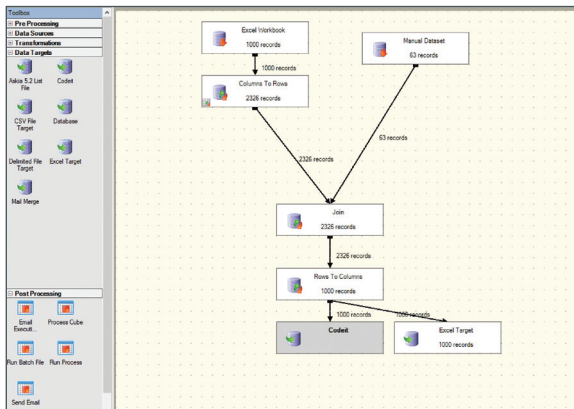 Toolbox
Pre Processing
Data Sources
Transformations
Data Targets
Askia 5.2 List File
Codeit
CSV File Target
Database
Delimited File Target
Excel Target
Mail Merge
Post Processing
Email Executi...
Process Cube
Run Batch File
Run Process
Send Email
Excel Workbook
1000 records
Manual Dataset
63 records
1000 records
Columns To Rows
2326 records
2326 records
63 records
Join
2326 records
2326 records
Rows To Columns
1000 records
1000 records
1000 records
Codeit
Excel Target
1000 records